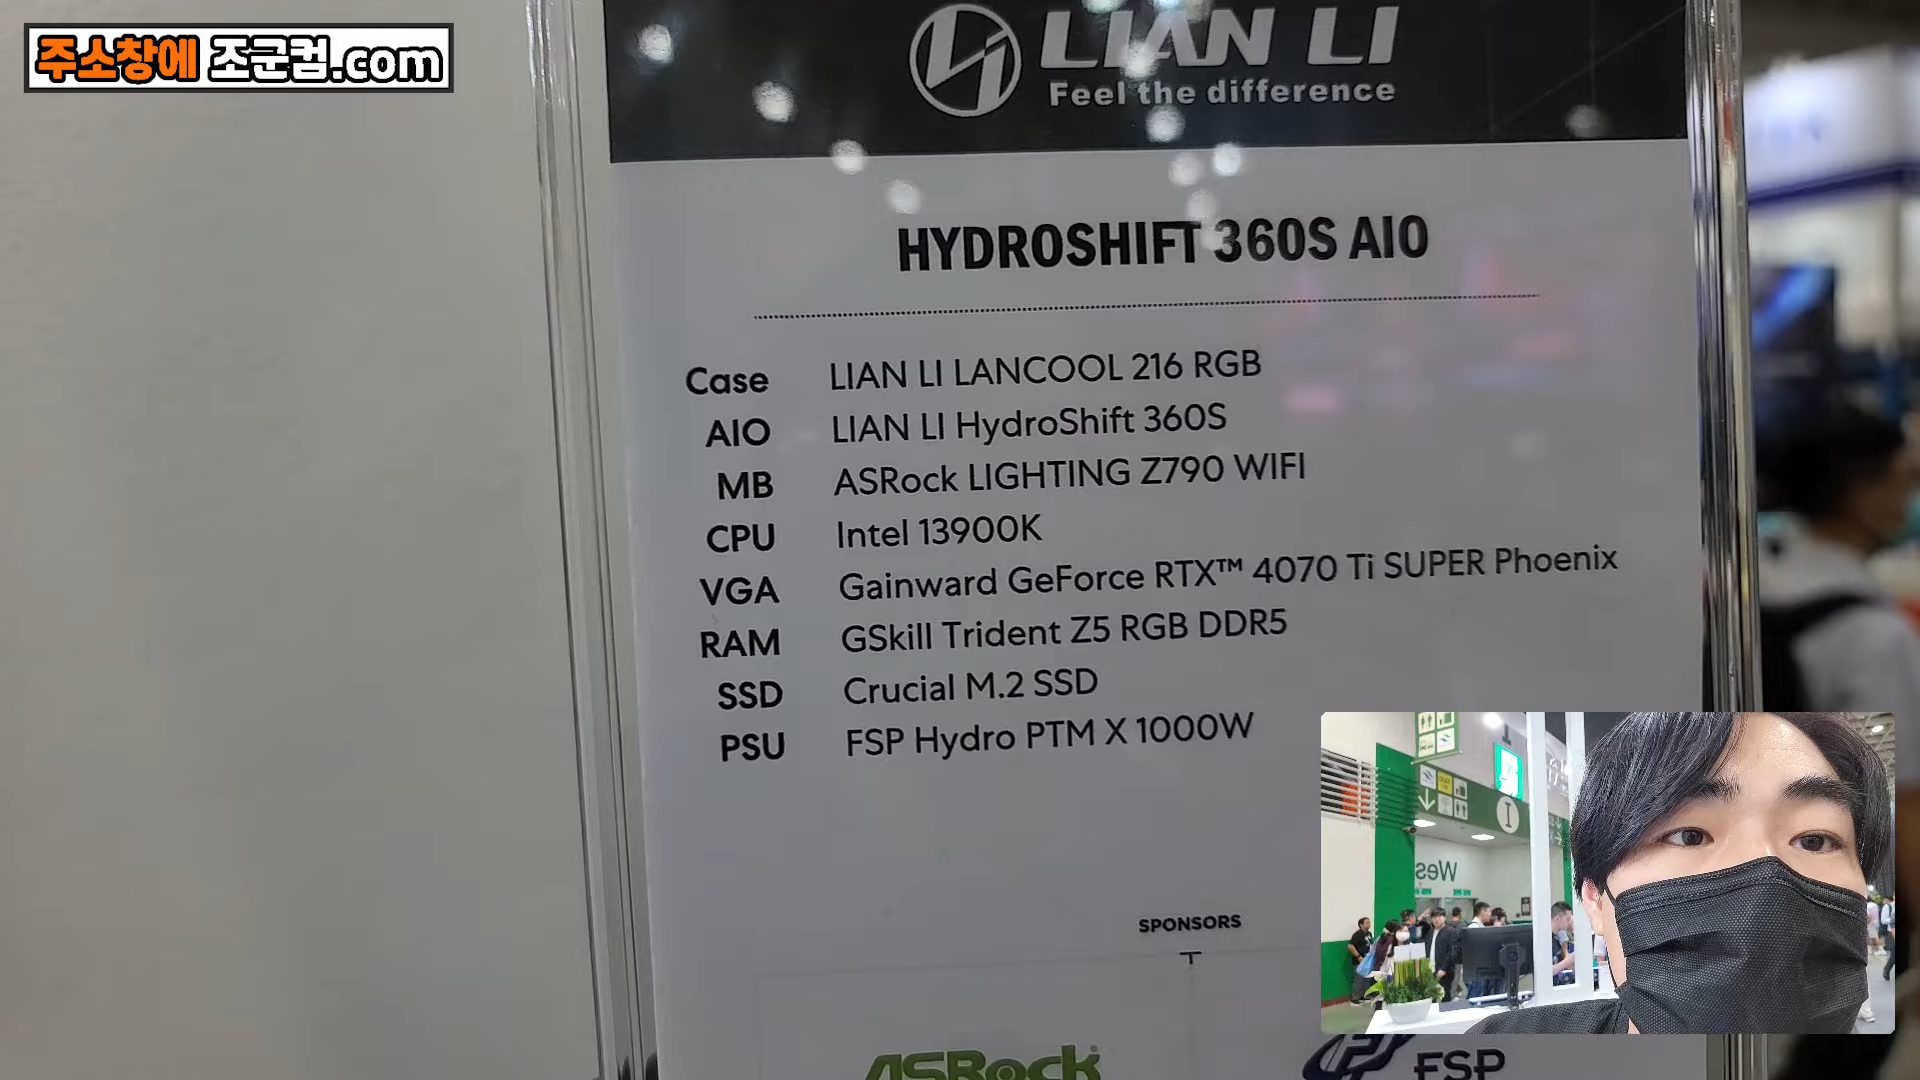 주소창에 조군컴.com
LIAN LI
Feel the difference
HYDROSHIFT 360S AIO
Case LIAN LI LANCOOL 216 RGB
AIO LIAN LI HydroShift 360S
MB ASRock LIGHTING Z790 WIFI
CPU Intel 13900K
VGA Gainward GeForce RTX™ 4070 Ti SUPER Phoenix
RAM GSkill Trident Z5 RGB DDR5
SSD Crucial M.2 SSD
PSU FSP Hydro PTM X 1000W
SPONSORS
ASRock
FSP
I
Wes